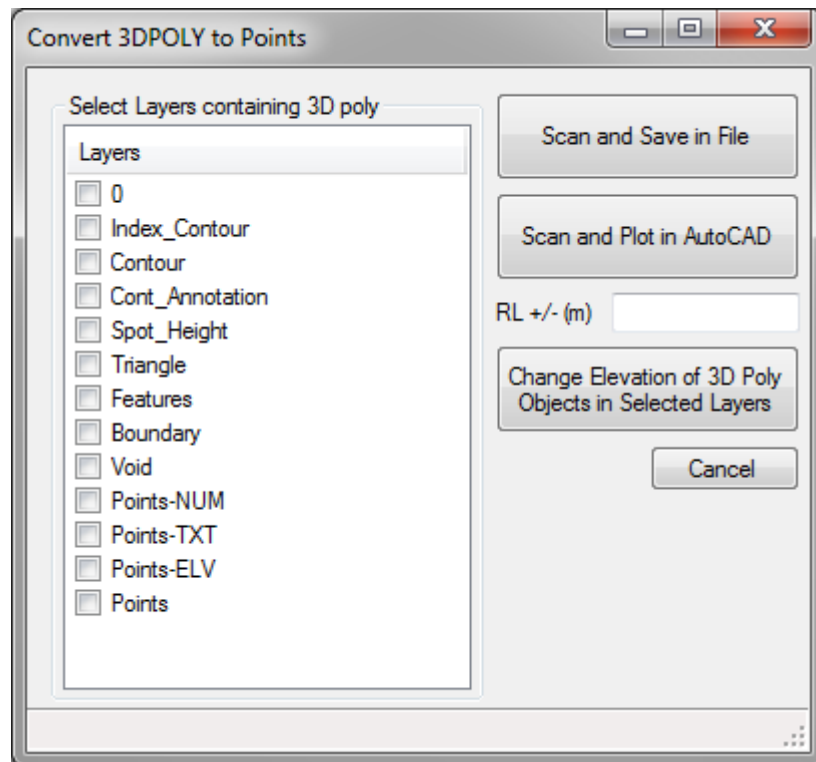 Convert 3DPOLY to Points
Select Layers containing 3D poly
Layers
0
Index_Contour
Contour
Cont_Annotation
Spot_Height
Triangle
Features
Boundary
Void
Points-NUM
Points-TXT
Points-ELV
Points
Scan and Save in File
Scan and Plot in AutoCAD
RL +/- (m)
Change Elevation of 3D Poly
Objects in Selected Layers
Cancel